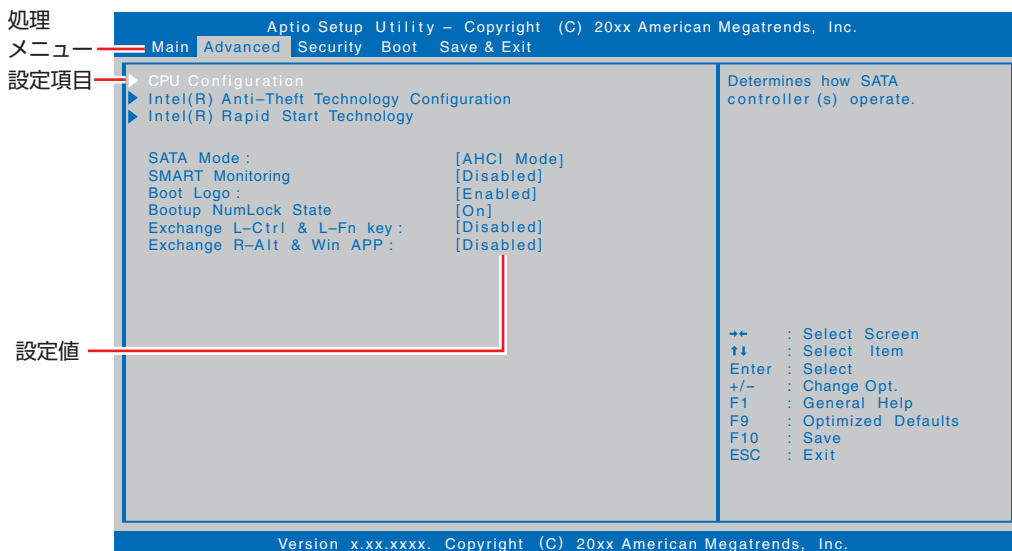 処理
メニュー
設定項目
設定値
Aptio Setup Utility – Copyright (C) 20xx American Megatrends, Inc.
Main Advanced Security Boot Save & Exit
CPU Configuration
Intel(R) Anti–Theft Technology Configuration
Intel(R) Rapid Start Technology
SATA Mode : [AHCI Mode]
SMART Monitoring [Disabled]
Boot Logo : [Enabled]
Bootup NumLock State [On]
Exchange L–Ctrl & L–Fn key : [Disabled]
Exchange R–Alt & Win APP : [Disabled]
Determines how SATA
controller (s) operate.
→← : Select Screen
↑↓ : Select Item
Enter : Select
+/– : Change Opt.
F1 : General Help
F9 : Optimized Defaults
F10 : Save
ESC : Exit
Version x.xx.xxxx. Copyright (C) 20xx American Megatrends, Inc.